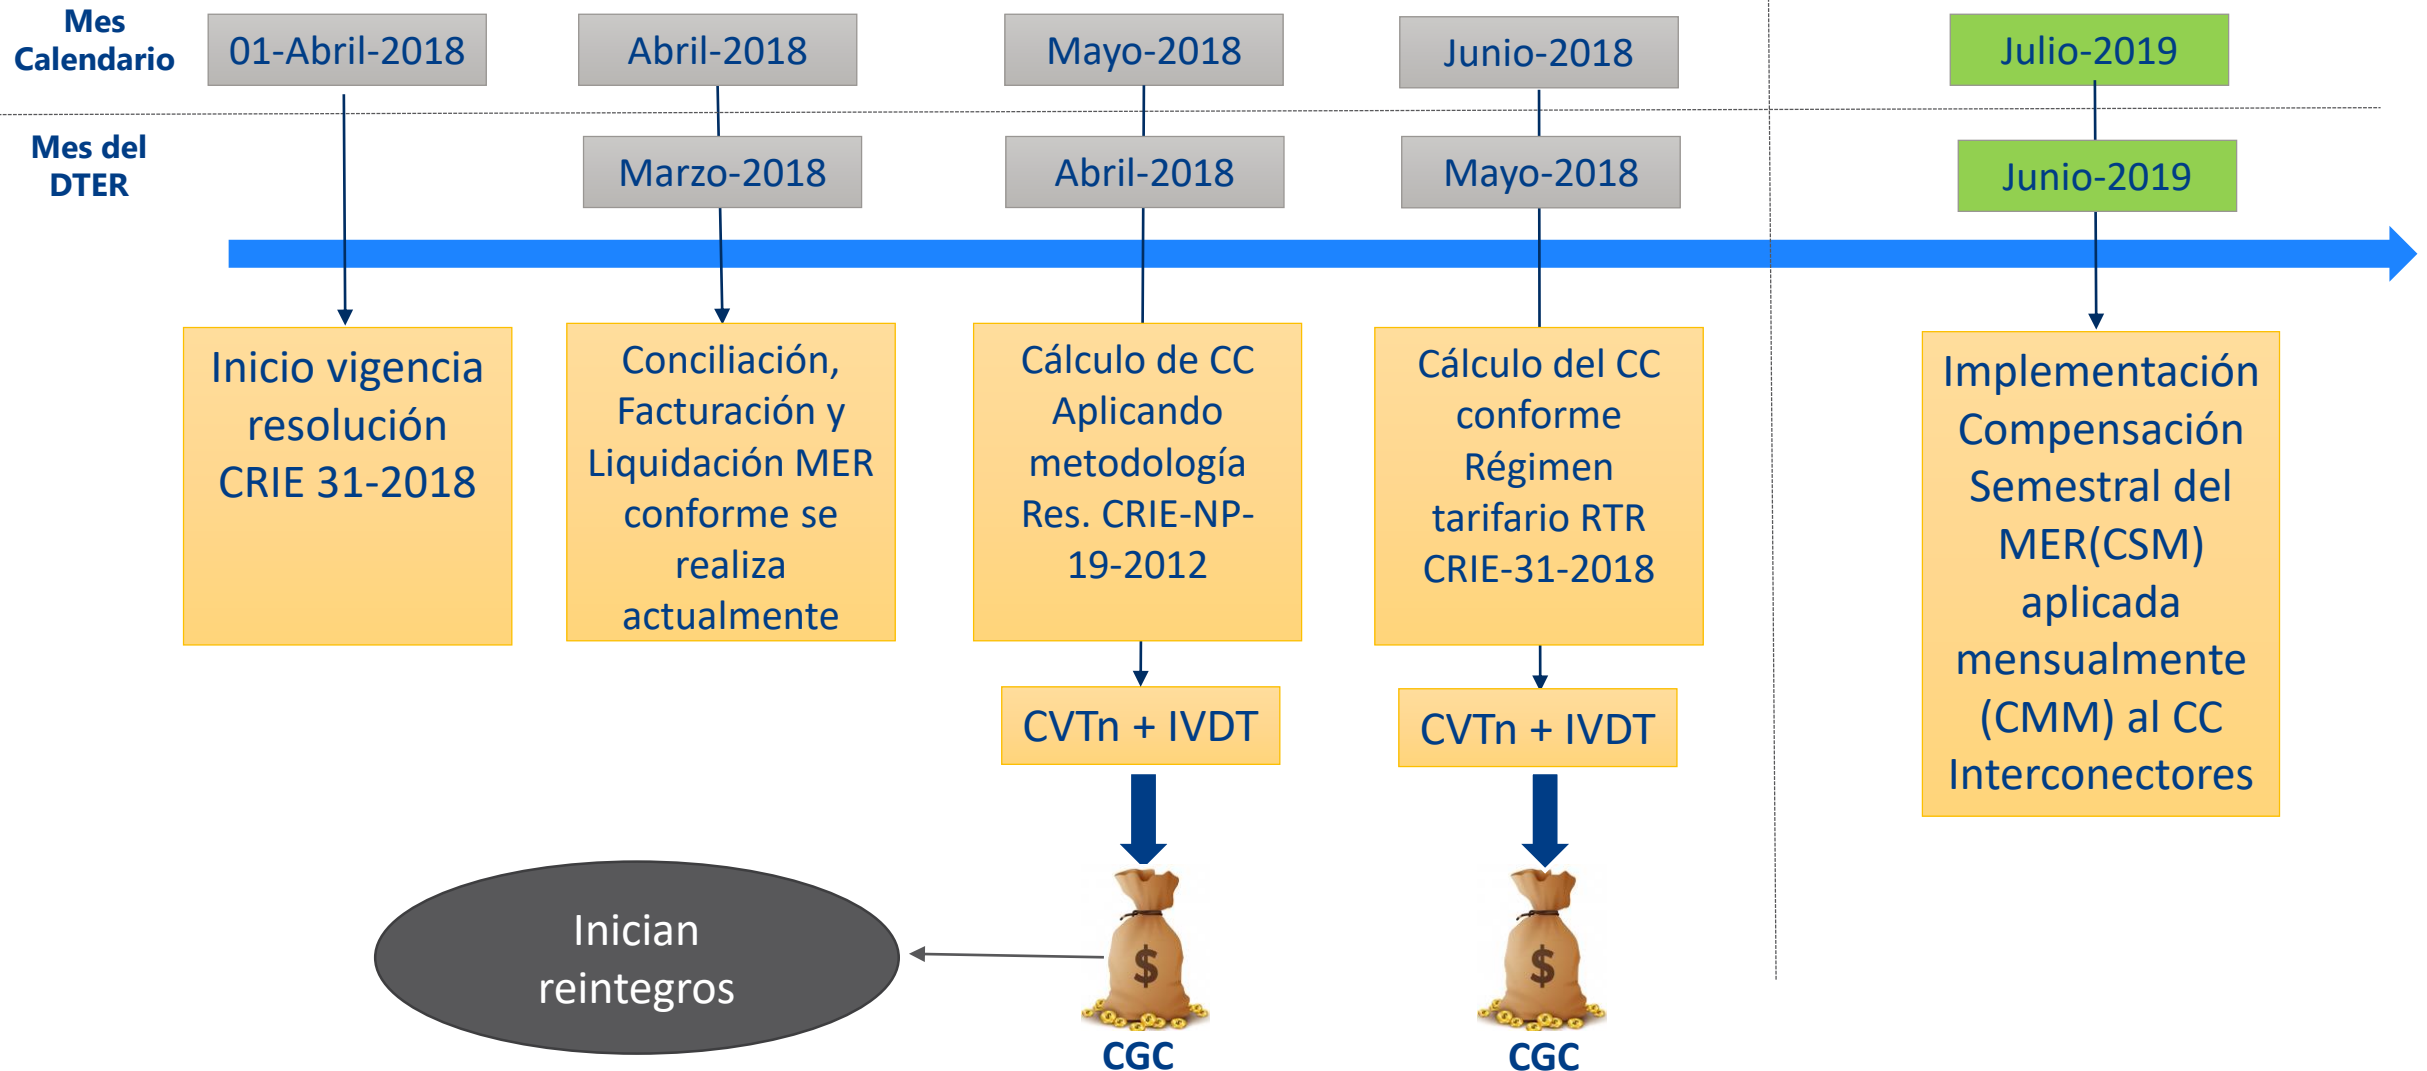 Mes
Calendario
01-Abril-2018
Abril-2018
Mayo-2018
Junio-2018
Julio-2019
Mes del
DTER
Marzo-2018
Abril-2018
Mayo-2018
Junio-2019
Inicio vigencia
resolución
CRIE 31-2018
Conciliación,
Facturación y
Liquidación MER
conforme se
realiza
actualmente
Cálculo de CC
Aplicando
metodología
Res. CRIE-NP-
19-2012
Cálculo del CC
conforme
Régimen
tarifario RTR
CRIE-31-2018
Implementación
Compensación
Semestral del
MER(CSM)
aplicada
mensualmente
(CMM) al CC
Interconectores
CVTn + IVDT
CVTn + IVDT
Inician
reintegros
$
$
CGC
CGC